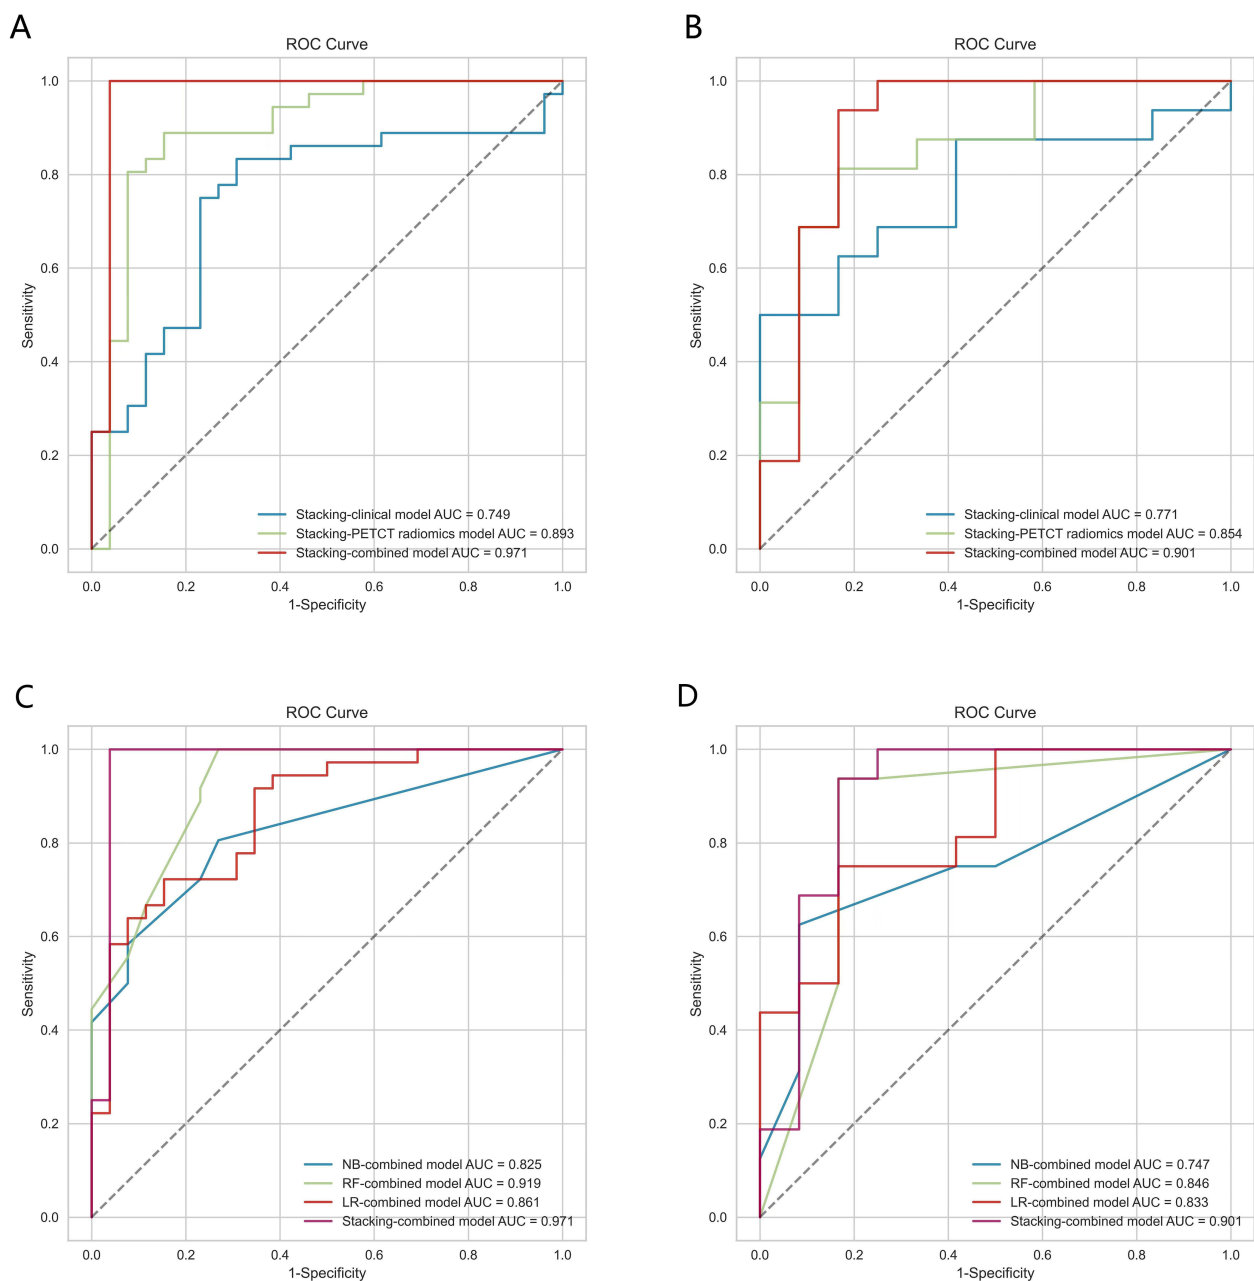 A
ROC Curve
1.0
0.8
0.6
0.4
0.2
0.0
Sensitivity
Stacking-clinical model AUC = 0.749
Stacking-PETCT radiomics model AUC = 0.893
Stacking-combined model AUC = 0.971
0.0 0.2 0.4 0.6 0.8 1.0
1-Specificity
B
ROC Curve
1.0
0.8
0.6
0.4
0.2
0.0
Sensitivity
Stacking-clinical model AUC = 0.771
Stacking-PETCT radiomics model AUC = 0.854
Stacking-combined model AUC = 0.901
0.0 0.2 0.4 0.6 0.8 1.0
1-Specificity
C
ROC Curve
1.0
0.8
0.6
0.4
0.2
0.0
Sensitivity
NB-combined model AUC = 0.825
RF-combined model AUC = 0.919
LR-combined model AUC = 0.861
Stacking-combined model AUC = 0.971
0.0 0.2 0.4 0.6 0.8 1.0
1-Specificity
D
ROC Curve
1.0
0.8
0.6
0.4
0.2
0.0
Sensitivity
NB-combined model AUC = 0.747
RF-combined model AUC = 0.846
LR-combined model AUC = 0.833
Stacking-combined model AUC = 0.901
0.0 0.2 0.4 0.6 0.8 1.0
1-Specificity